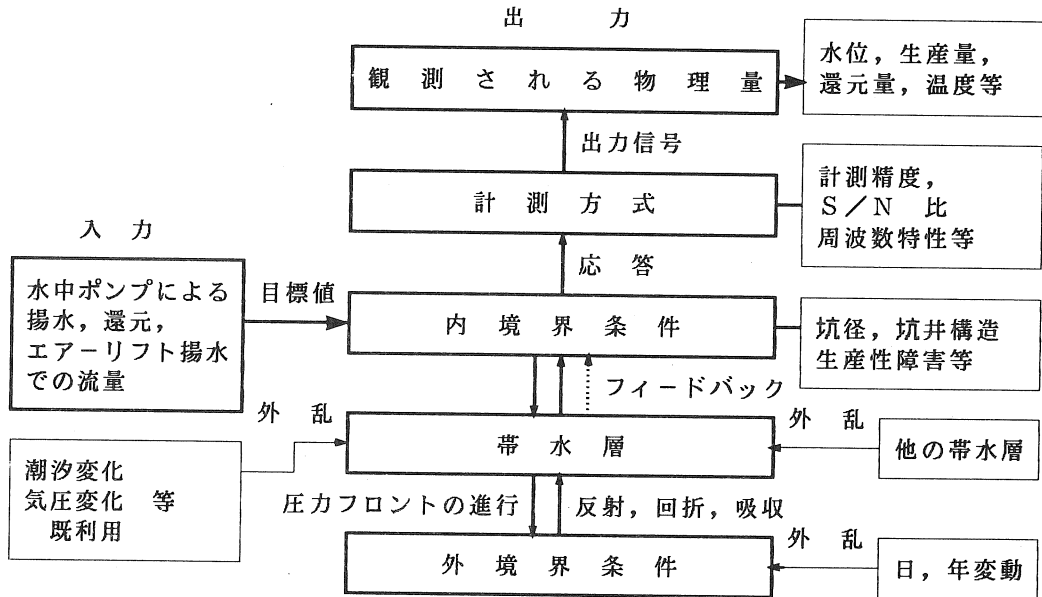 出 力
観 測 さ れ る 物 理 量
水位，生産量，
還元量，温度等
出力信号
計 測 方 式
計測精度，
Ｓ／Ｎ 比
周波数特性等
入 力
応 答
水中ポンプによる
揚水，還元，
エアーリフト揚水
での流量
目標値
内 境 界 条 件
坑径，坑井構造
生産性障害等
フィードバック
外 乱
帯 水 層
外 乱
他の帯水層
潮汐変化
気圧変化 等
既利用
圧力フロントの進行
反射，回折，吸収
外 境 界 条 件
外 乱
日，年変動